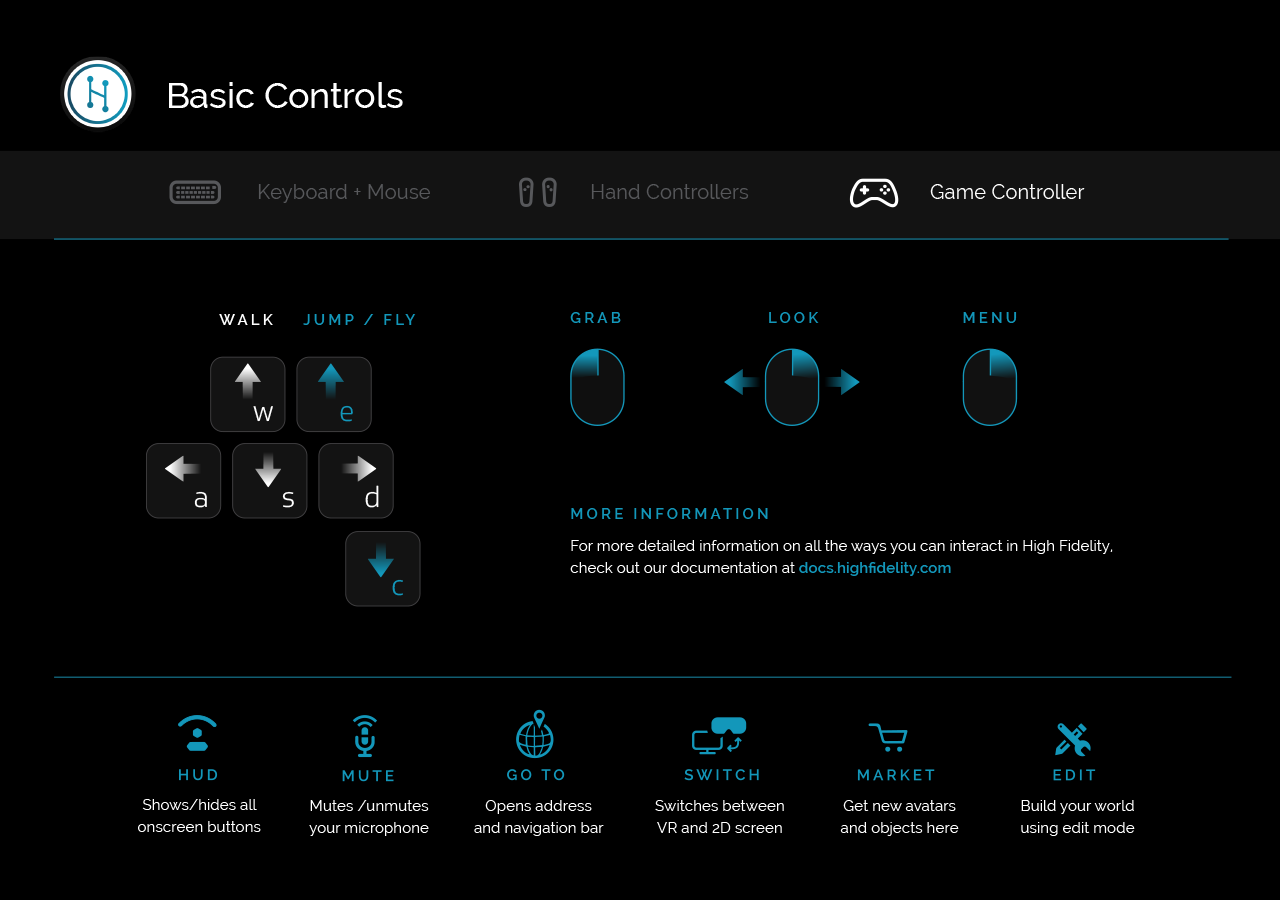 Basic Controls
Keyboard + Mouse
Hand Controllers
Game Controller
WALK
JUMP / FLY
w
e
a
s
d
c
GRAB
LOOK
MENU
MORE INFORMATION
For more detailed information on all the ways you can interact in High Fidelity,
check out our documentation at docs.highfidelity.com
HUD
Shows/hides all
onscreen buttons
MUTE
Mutes /unmutes
your microphone
GO TO
Opens address
and navigation bar
SWITCH
Switches between
VR and 2D screen
MARKET
Get new avatars
and objects here
EDIT
Build your world
using edit mode